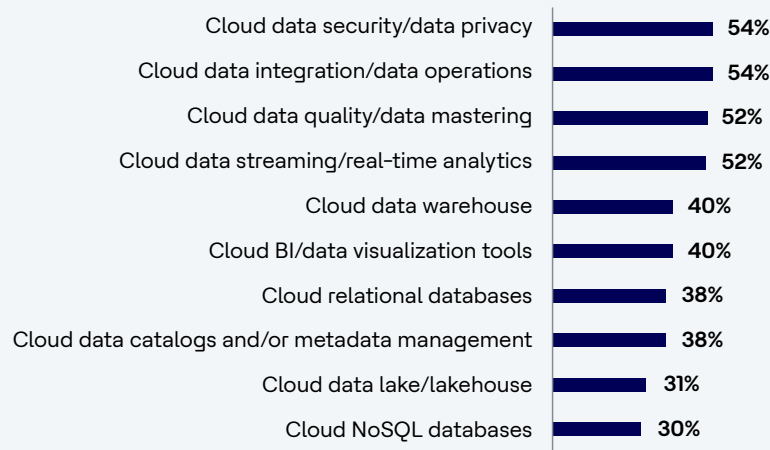 Cloud data security/data privacy 54%
Cloud data integration/data operations 54%
Cloud data quality/data mastering 52%
Cloud data streaming/real-time analytics 52%
Cloud data warehouse 40%
Cloud BI/data visualization tools 40%
Cloud relational databases 38%
Cloud data catalogs and/or metadata management 38%
Cloud data lake/lakehouse 31%
Cloud NoSQL databases 30%